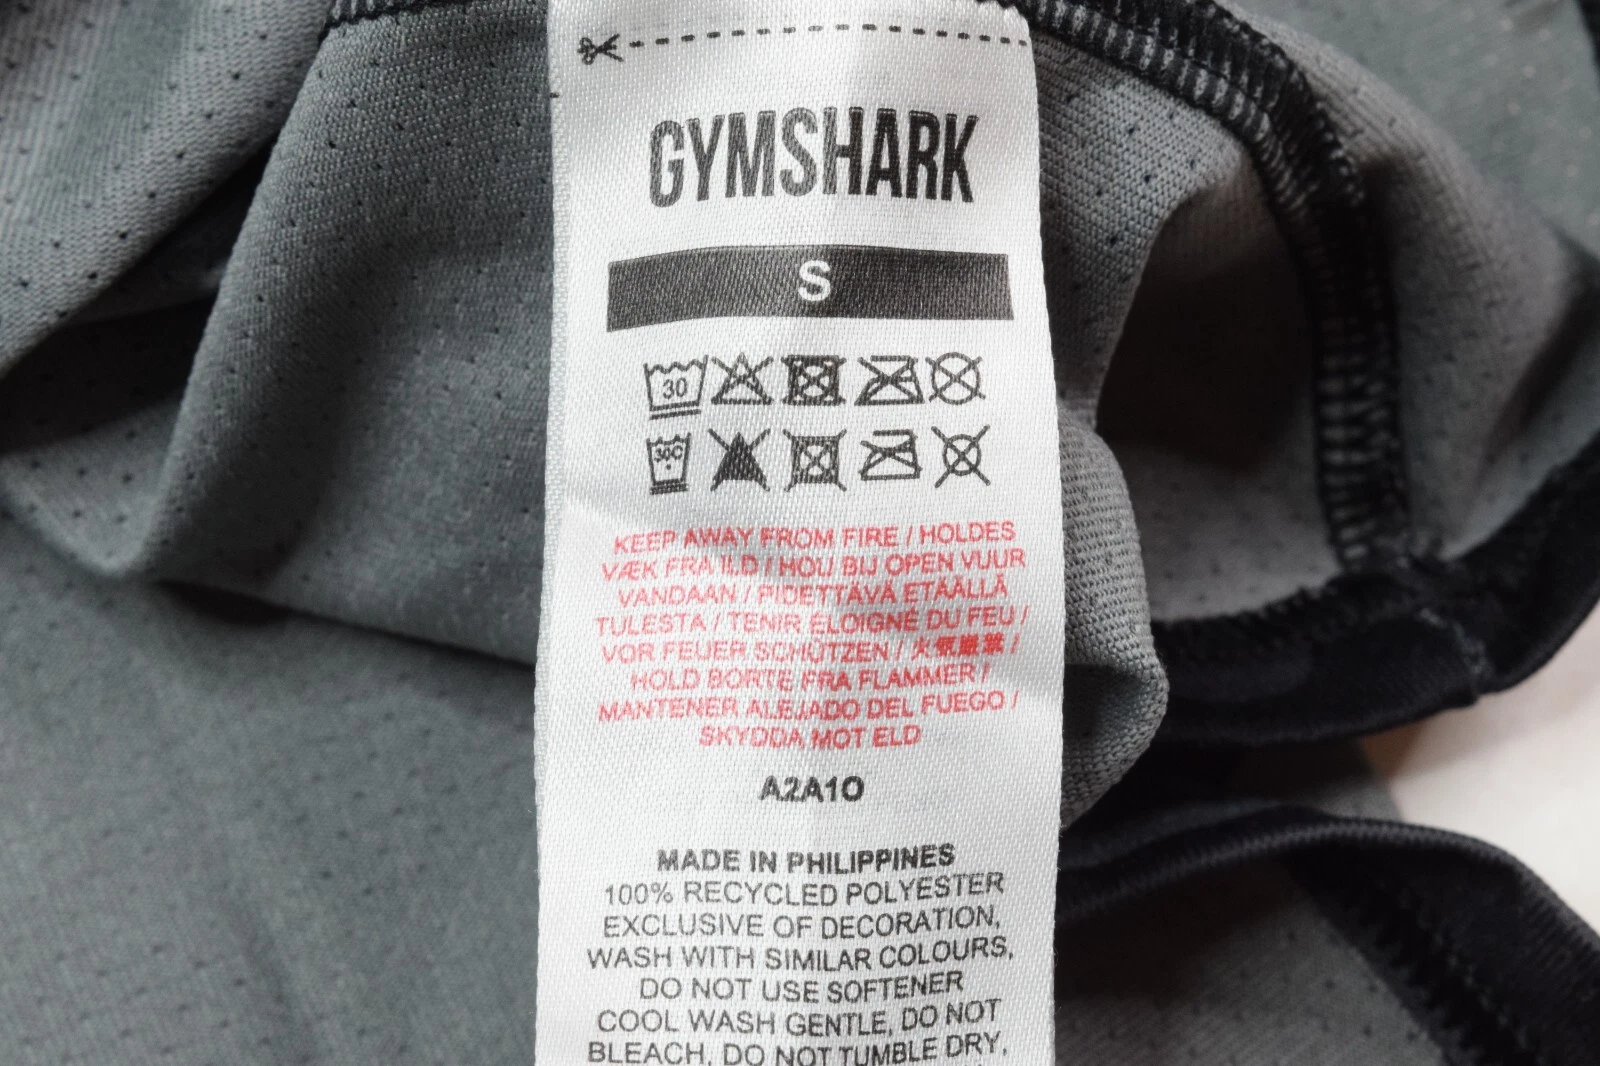 GYMSHARK
S
30
30C
KEEP AWAY FROM FIRE / HOLDES
VÆK FRA ILD / HOU BIJ OPEN VUUR
VANDAAN / PIDETTÄVÄ ETÄÄLLÄ
TULESTA / TENIR ÉLOIGNÉ DU FEU /
VOR FEUER SCHÜTZEN / 火気厳禁 /
HOLD BORTE FRA FLAMMER /
MANTENER ALEJADO DEL FUEGO /
SKYDDA MOT ELD
A2A1O
MADE IN PHILIPPINES
100% RECYCLED POLYESTER
EXCLUSIVE OF DECORATION,
WASH WITH SIMILAR COLOURS,
DO NOT USE SOFTENER
COOL WASH GENTLE, DO NOT
BLEACH, DO NOT TUMBLE DRY,